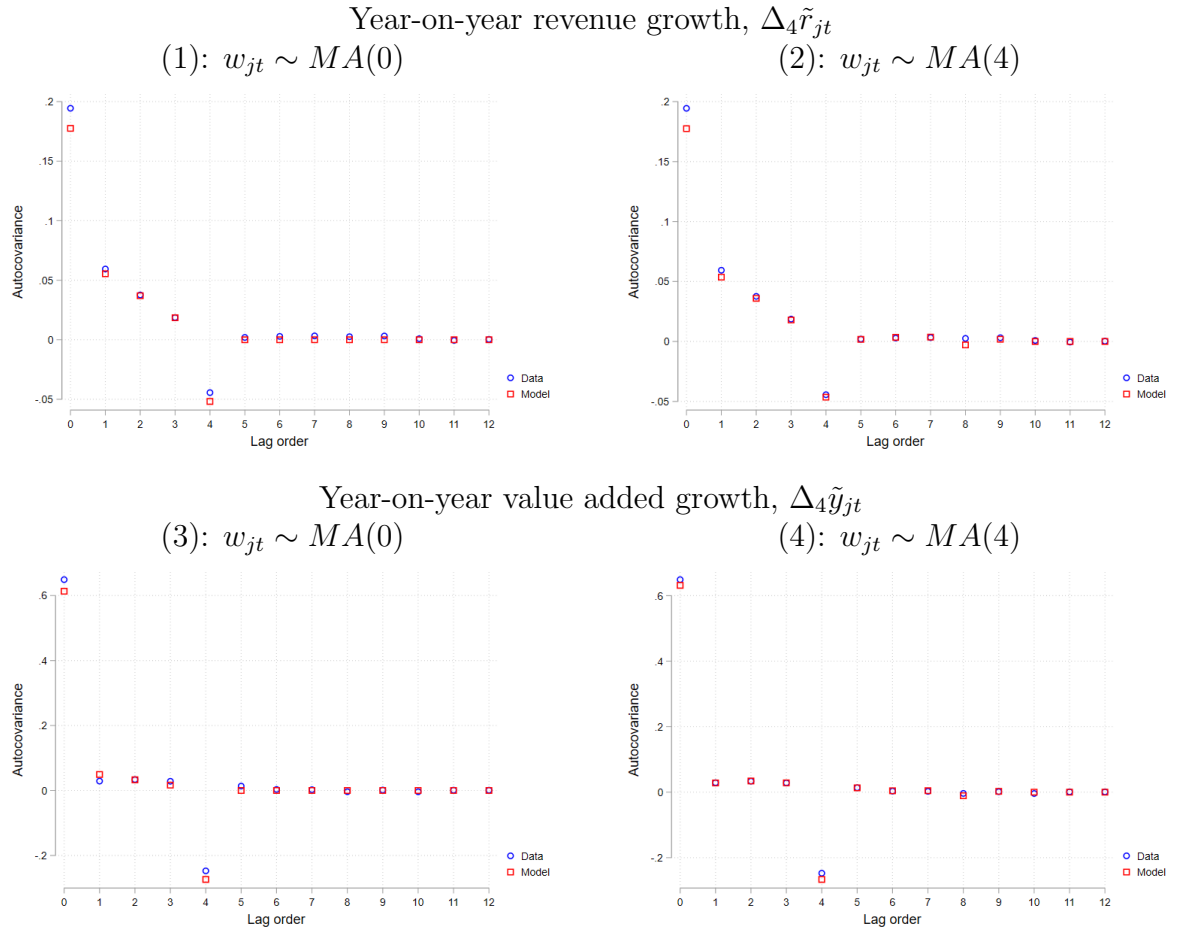 Year-on-year revenue growth, Δ₄r̃ⱼₜ
(1): wⱼₜ ∼ MA(0)
(2): wⱼₜ ∼ MA(4)
.2
.15
.1
.05
0
-.05
Autocovariance
0 1 2 3 4 5 6 7 8 9 10 11 12
Lag order
Data
Model
.2
.15
.1
.05
0
-.05
Autocovariance
0 1 2 3 4 5 6 7 8 9 10 11 12
Lag order
Data
Model
Year-on-year value added growth, Δ₄ỹⱼₜ
(3): wⱼₜ ∼ MA(0)
(4): wⱼₜ ∼ MA(4)
.6
.4
.2
0
-.2
Autocovariance
0 1 2 3 4 5 6 7 8 9 10 11 12
Lag order
Data
Model
.6
.4
.2
0
-.2
Autocovariance
0 1 2 3 4 5 6 7 8 9 10 11 12
Lag order
Data
Model